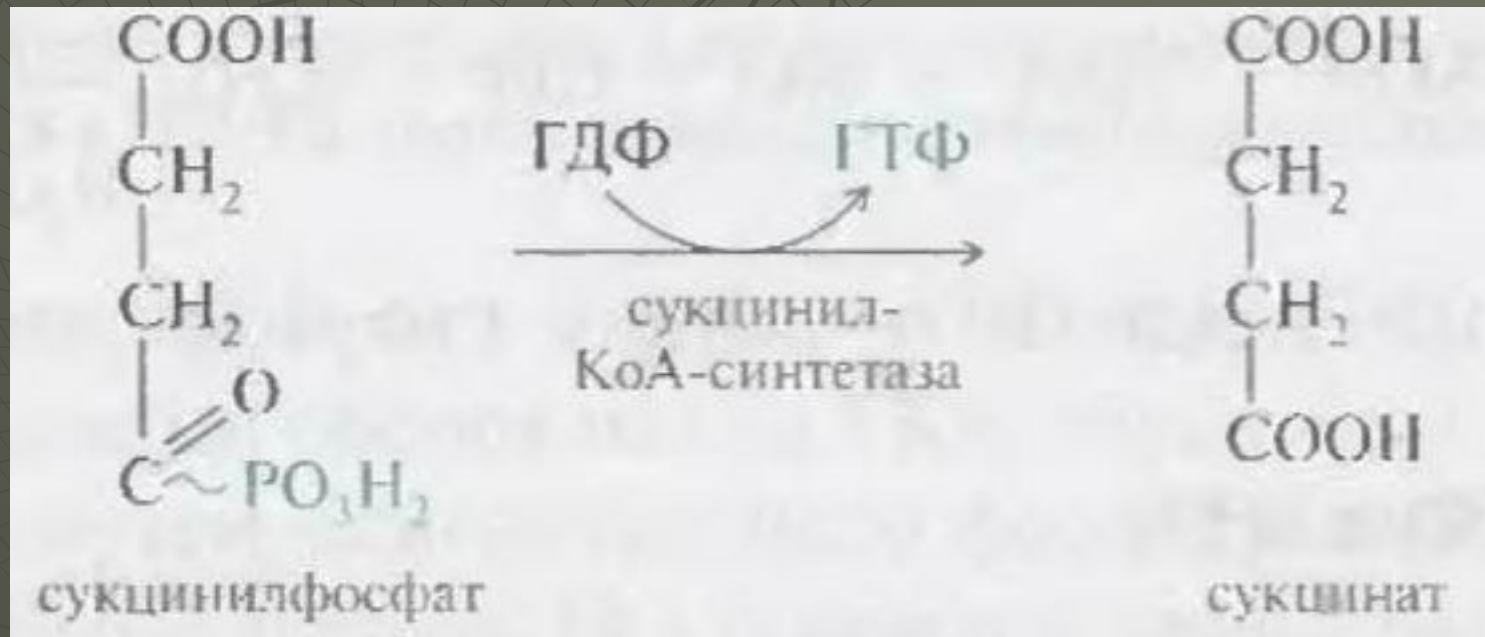 COOH
CH₂
CH₂
O
C~PO₃H₂
сукцинилфосфат
ГДФ ГТФ
сукцинил-
КоА-синтетаза
COOH
CH₂
CH₂
COOH
сукцинат